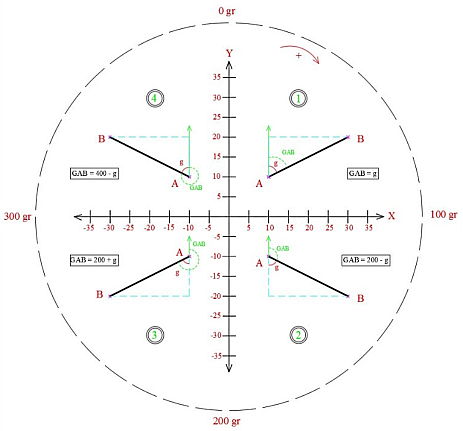 0 gr
+
Y
35
4
1
30
25
B
20
B
15
GAB
g
g
GAB = 400 - g
10
GAB = g
A
GAB
A
5
300 gr
X
100 gr
-35 -30 -25 -20 -15 -10 -5 0 5 10 15 20 25 30 35
-5
A
GAB
GAB
GAB = 200 + g
-10
A
g
GAB = 200 - g
g
-15
B
-20
B
-25
3
-30
2
-35
200 gr